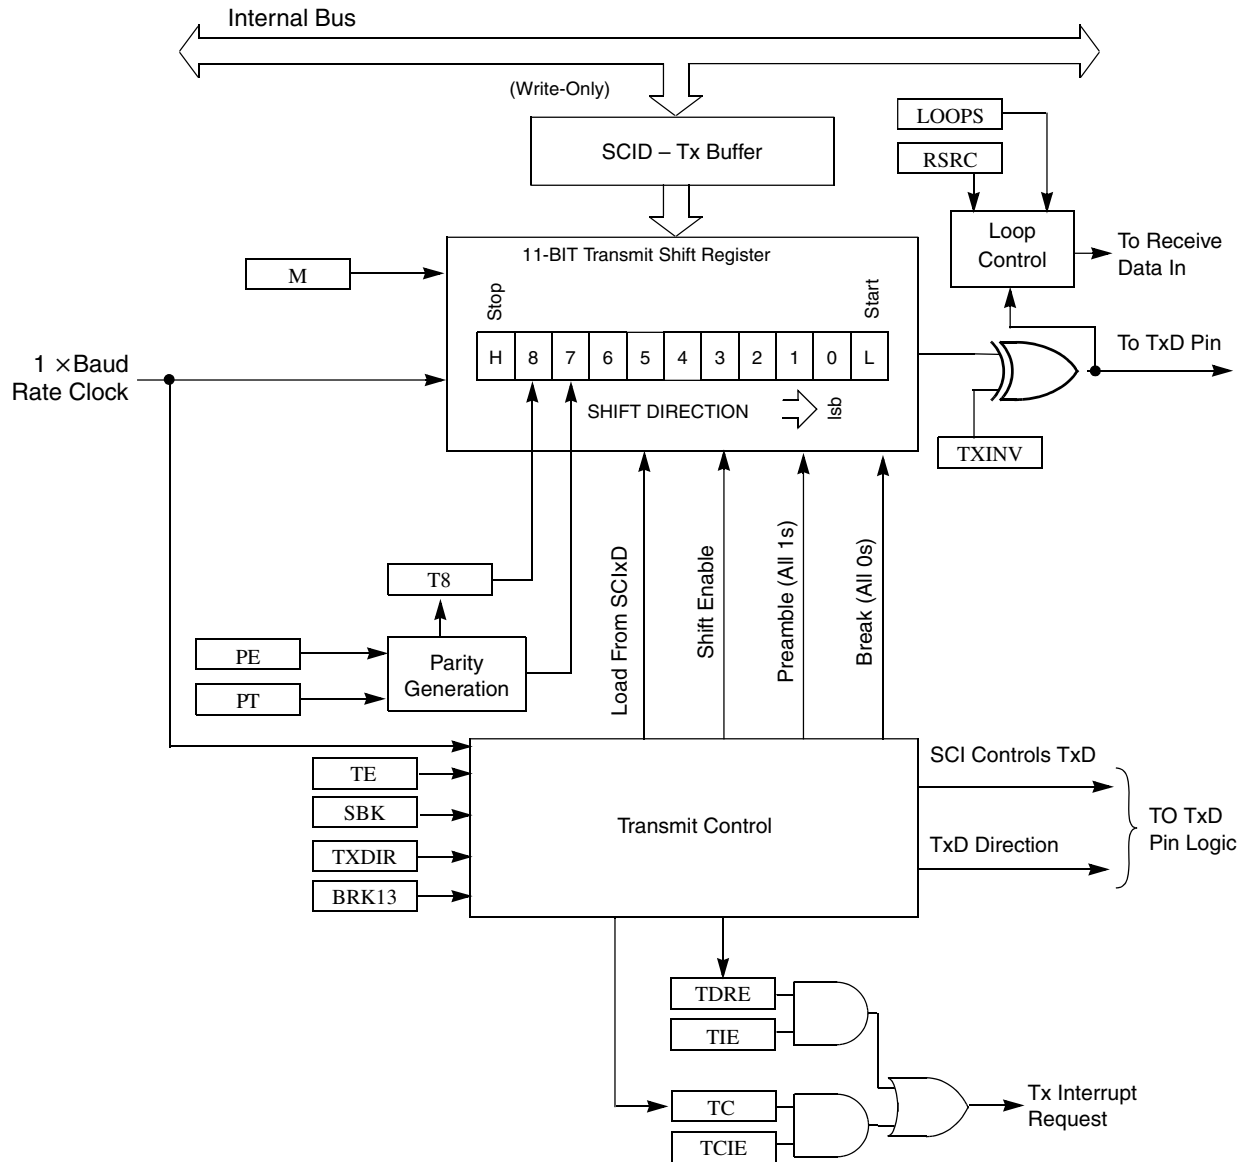 Internal Bus
(Write-Only)
LOOPS
SCID – Tx Buffer
RSRC
Loop
Control
To Receive
Data In
11-BIT Transmit Shift Register
M
Stop
Start
H 8 7 6 5 4 3 2 1 0 L
To TxD Pin
1 ×Baud
Rate Clock
SHIFT DIRECTION
lsb
TXINV
Load From SCIxD
Shift Enable
Preamble (All 1s)
Break (All 0s)
T8
PE
PT
Parity
Generation
TE
SBK
TXDIR
BRK13
Transmit Control
SCI Controls TxD
TxD Direction
TO TxD
Pin Logic
TDRE
TIE
TC
TCIE
Tx Interrupt
Request